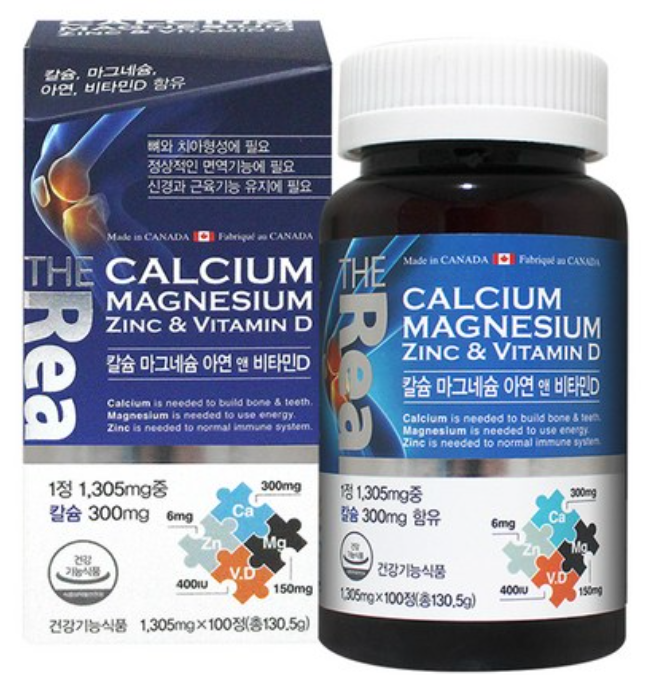 CALCIUM
MAGNESIUM
ZINC & VITAMIN D
칼슘, 마그네슘,
아연, 비타민D 함유
뼈와 치아형성에 필요
정상적인 면역기능에 필요
신경과 근육기능 유지에 필요
Made in CANADA Fabriqué au CANADA
THE
Rea
CALCIUM
MAGNESIUM
ZINC & VITAMIN D
칼슘 마그네슘 아연 앤 비타민D
Calcium is needed to build bone & teeth.
Magnesium is needed to use energy.
Zinc is needed to normal immune system.
1정 1,305mg중
칼슘 300mg
300mg
6mg
Ca
Zn
Mg
V.D
400IU
150mg
건강
기능식품
건강기능식품 1,305mg×100정(총130.5g)
Made in CANADA Fabriqué au CANADA
THE
Rea
CALCIUM
MAGNESIUM
ZINC & VITAMIN D
칼슘 마그네슘 아연 앤 비타민D
Calcium is needed to build bone & teeth.
Magnesium is needed to use energy.
Zinc is needed to normal immune system.
1정 1,305mg중
칼슘 300mg 함유
300mg
6mg
Ca
Zn
Mg
V.D
400IU
150mg
건강
기능식품
건강기능식품
1,305mg×100정(총130.5g)